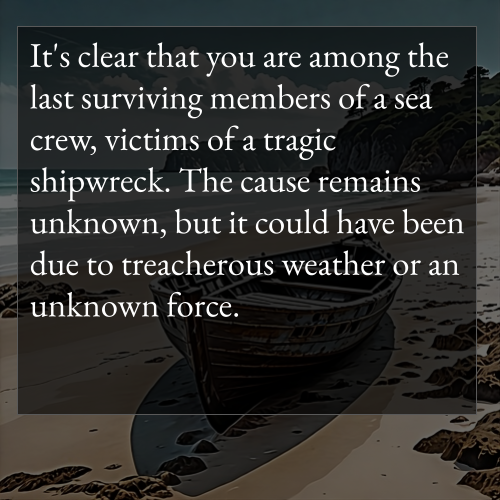 It's clear that you are among the
last surviving members of a sea
crew, victims of a tragic
shipwreck. The cause remains
unknown, but it could have been
due to treacherous weather or an
unknown force.